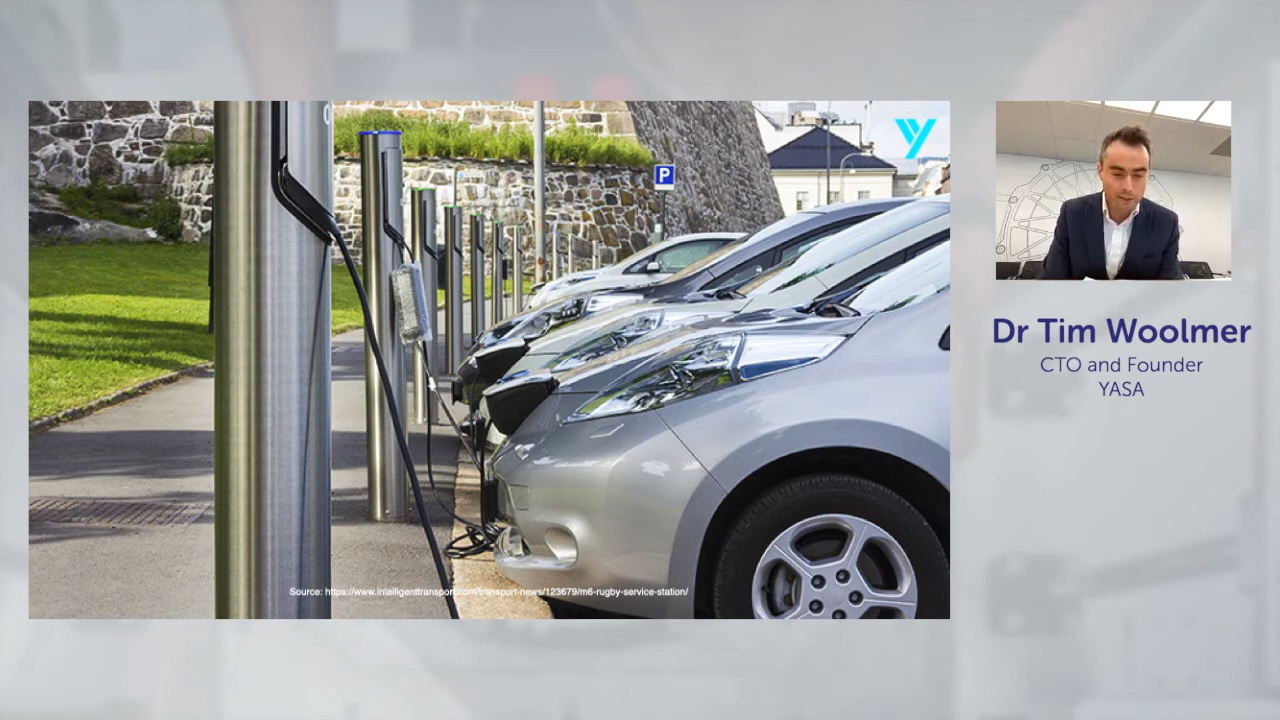 P
Source: https://www.intelligenttransport.com/transport-news/123679/m6-rugby-service-station/
Dr Tim Woolmer
CTO and Founder
YASA